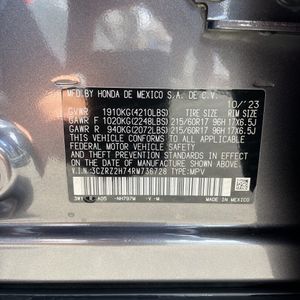 MFD.BY HONDA DE MEXICO S.A. DE C.V.
10/'23
GVWR 1910KG(4210LBS) TIRE SIZE RIM SIZE
GAWR F 1020KG(2248LBS) 215/60R17 96H 17X6.5J
GAWR R 940KG(2072LBS) 215/60R17 96H 17X6.5J
THIS VEHICLE CONFORMS TO ALL APPLICABLE
FEDERAL MOTOR VEHICLE SAFETY
STANDARDS IN EFFECT ON THE DATE
OF MANUFACTURE SHOWN ABOVE.
V.I.N.:3CZRZ2H74RM736728 TYPE:MPV
3W1 A05 -NH797M -V -M
MADE IN MEXICO